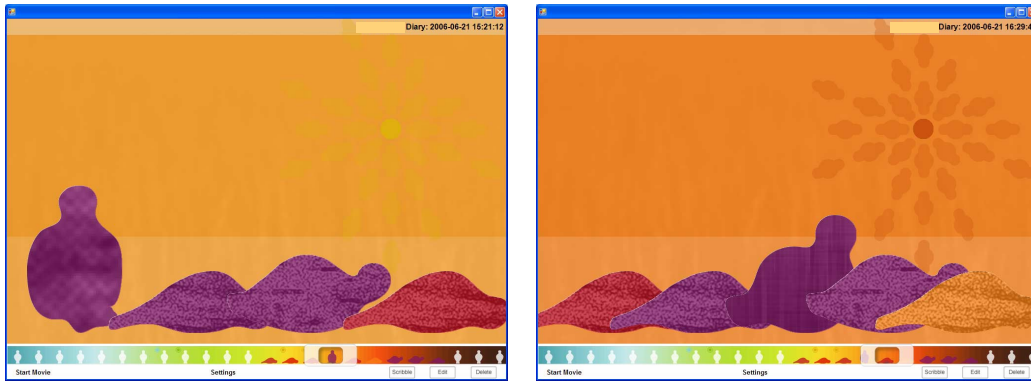 Diary: 2006-06-21 15:21:12
Start Movie Settings Scribble Edit Delete
Diary: 2006-06-21 16:29:4
Start Movie Settings Scribble Edit Delete